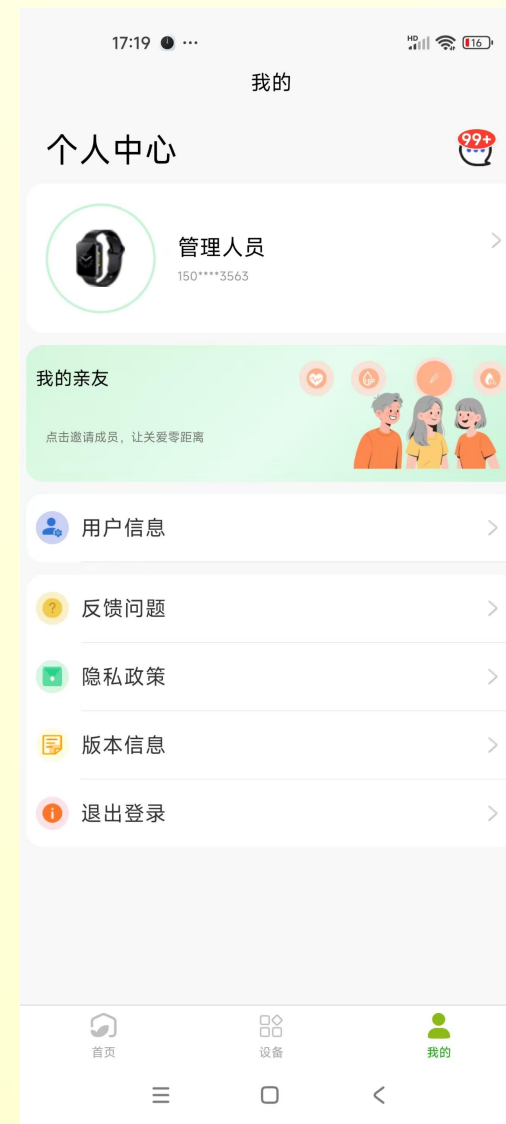 17:19
HD
16
我的
个人中心
99+
管理人员
150****3563
我的亲友
点击邀请成员，让关爱零距离
用户信息
反馈问题
隐私政策
版本信息
退出登录
首页
设备
我的